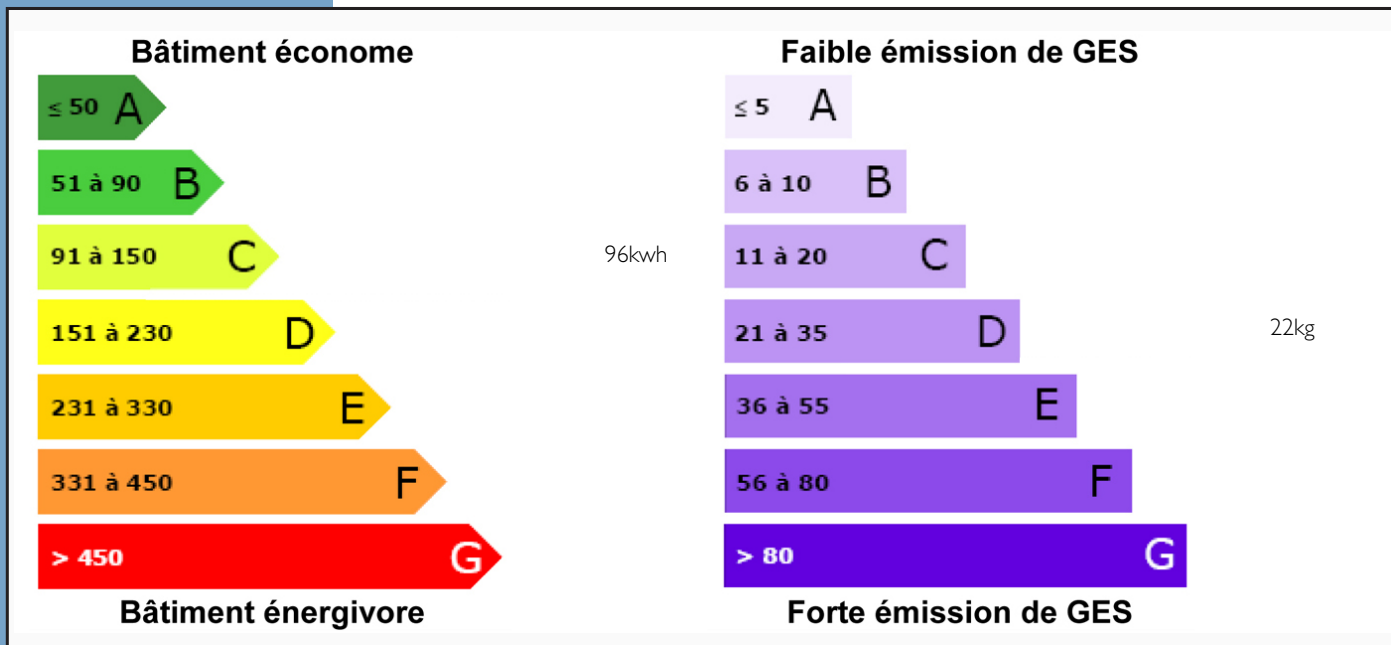 Bâtiment économe
≤ 50 A
51 à 90 B
91 à 150 C
96kwh
151 à 230 D
231 à 330 E
331 à 450 F
> 450 G
Bâtiment énergivore
Faible émission de GES
≤ 5 A
6 à 10 B
11 à 20 C
21 à 35 D
22kg
36 à 55 E
56 à 80 F
> 80 G
Forte émission de GES